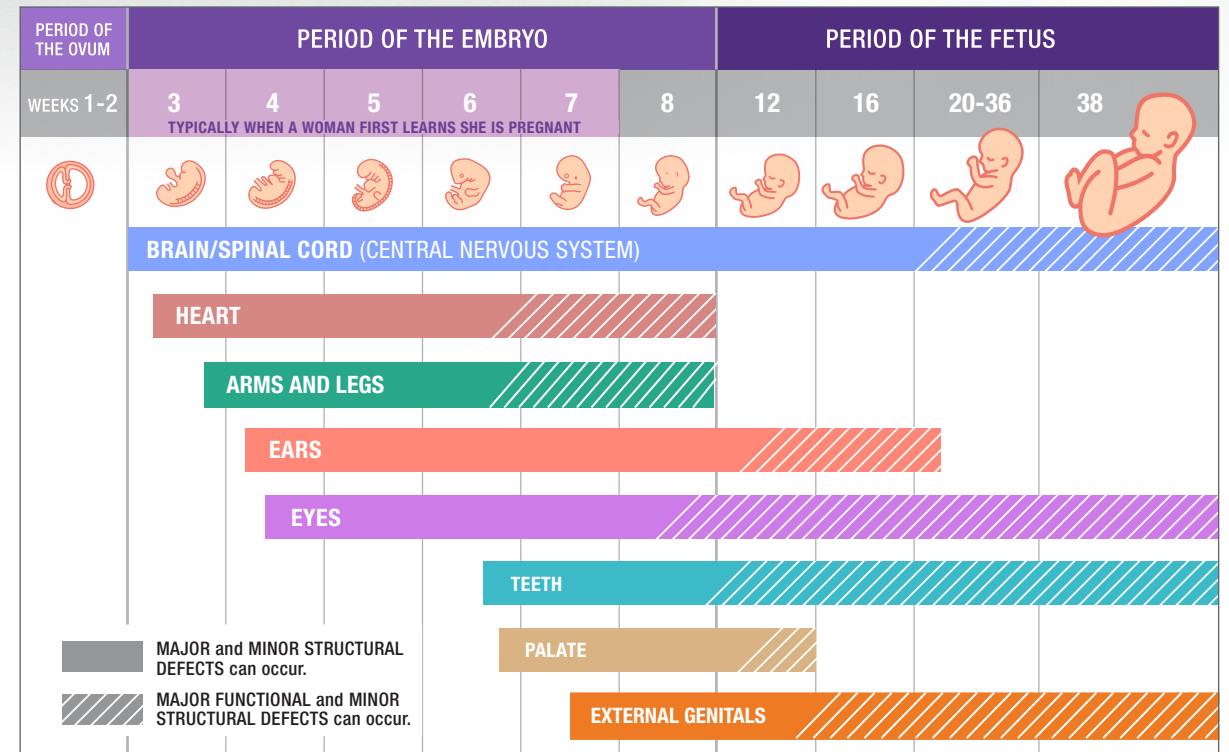 PERIOD OF
THE OVUM
PERIOD OF THE EMBRYO
PERIOD OF THE FETUS
WEEKS 1-2
3
4
5
6
7
8
12
16
20-36
38
TYPICALLY WHEN A WOMAN FIRST LEARNS SHE IS PREGNANT
BRAIN/SPINAL CORD (CENTRAL NERVOUS SYSTEM)
HEART
ARMS AND LEGS
EARS
EYES
TEETH
PALATE
EXTERNAL GENITALS
MAJOR and MINOR STRUCTURAL
DEFECTS can occur.
MAJOR FUNCTIONAL and MINOR
STRUCTURAL DEFECTS can occur.